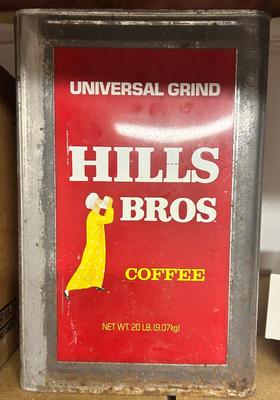 UNIVERSAL GRIND
HILLS
BROS
COFFEE
NET WT. 20 LB. (9.07kg)